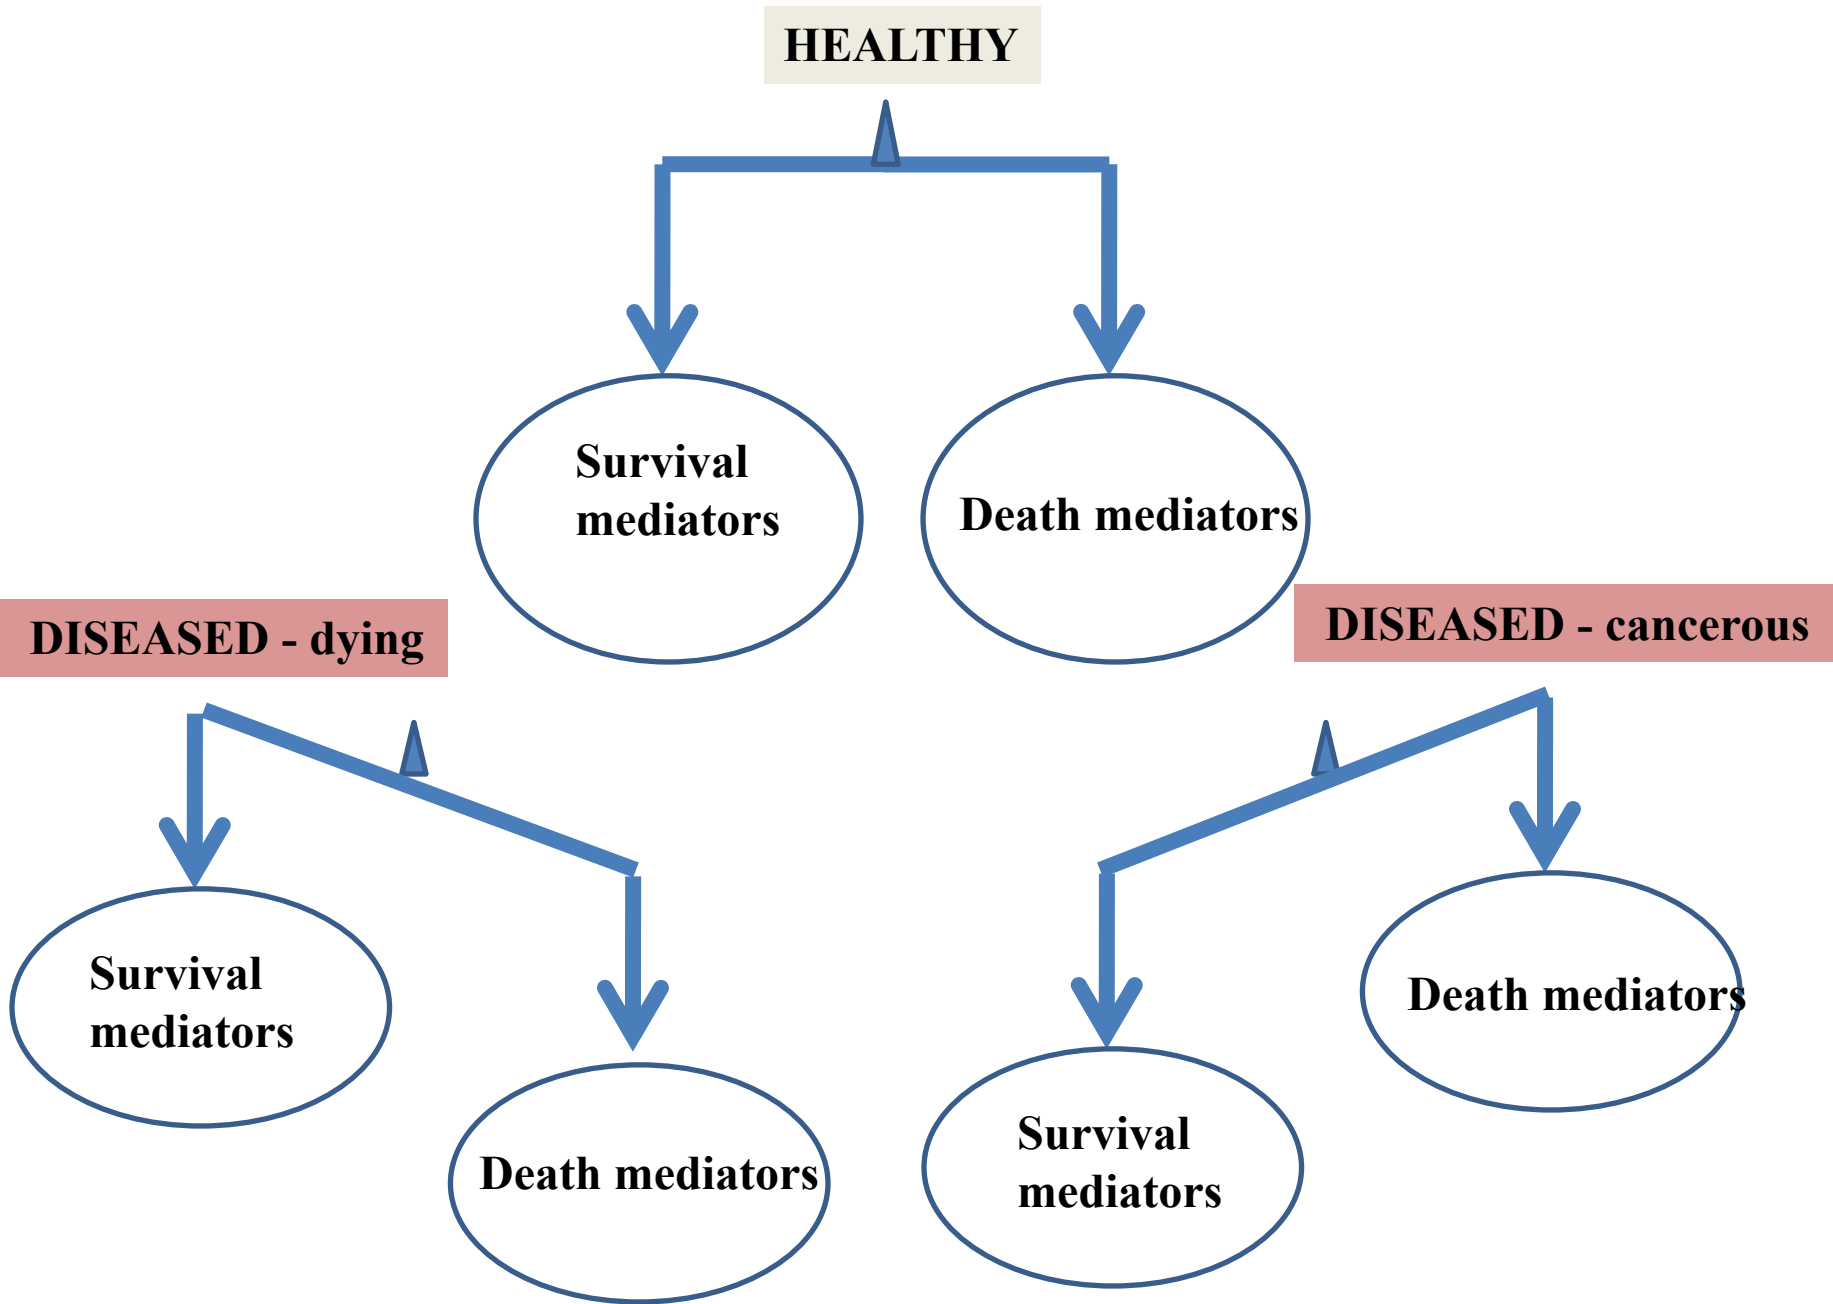 HEALTHY
Survival
mediators
Death mediators
DISEASED - dying
DISEASED - cancerous
Survival
mediators
Death mediators
Survival
mediators
Death mediators